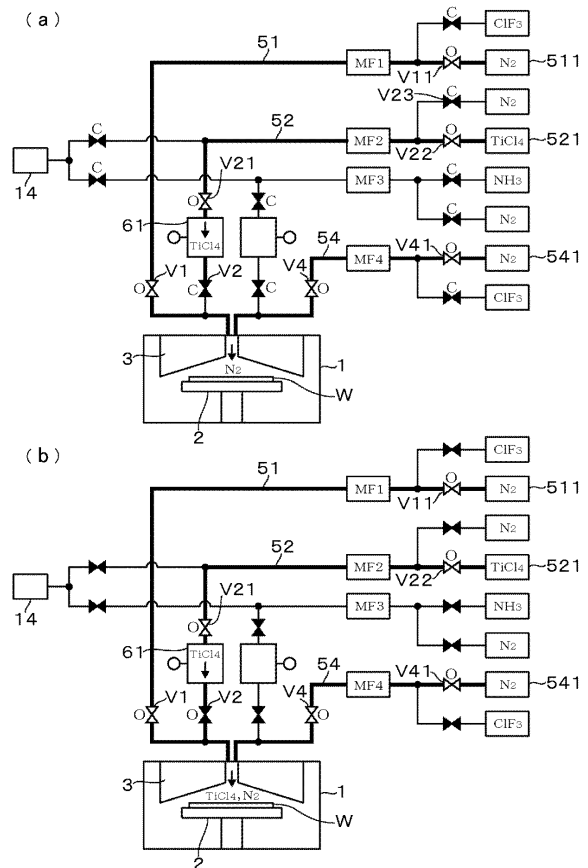 (a)
51
C
ClF3
MF1
V11
O
N2
511
V23
C
N2
52
C
MF2
V22
O
TiCl4
521
14
C
V21
MF3
C
NH3
O
C
C
N2
61
TiCl4
54
V41
O
N2
541
V1
V2
V4
MF4
O
C
C
O
C
ClF3
3
N2
1
W
2
(b)
51
ClF3
MF1
V11
O
N2
511
N2
52
MF2
V22
O
TiCl4
521
14
V21
MF3
NH3
O
N2
61
TiCl4
54
V41
O
N2
541
V1
V2
V4
MF4
O
O
O
ClF3
3
TiCl4, N2
1
W
2